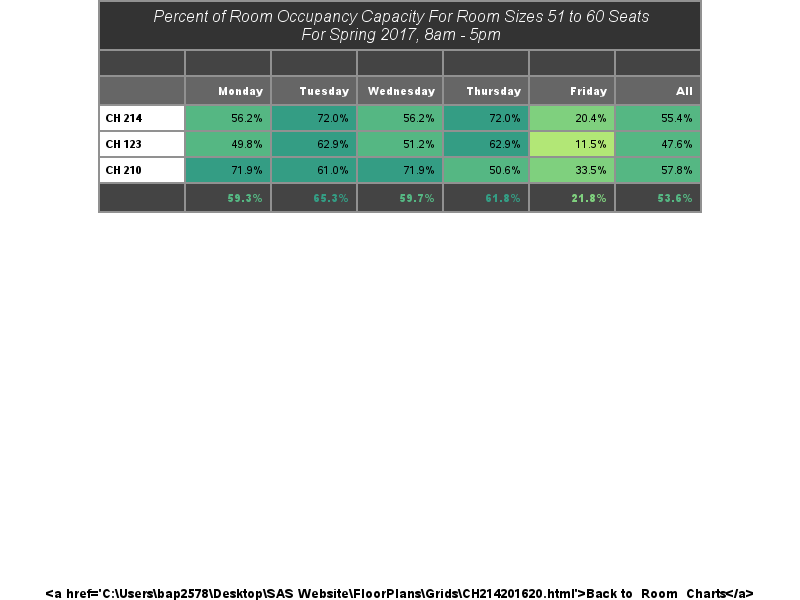 Percent of Room Occupancy Capacity For Room Sizes 51 to 60 Seats
For Spring 2017, 8am - 5pm
Monday Tuesday Wednesday Thursday Friday All
CH 214 56.2% 72.0% 56.2% 72.0% 20.4% 55.4%
CH 123 49.8% 62.9% 51.2% 62.9% 11.5% 47.6%
CH 210 71.9% 61.0% 71.9% 50.6% 33.5% 57.8%
59.3% 65.3% 59.7% 61.8% 21.8% 53.6%
<a href='C:\Users\bap2578\Desktop\SAS Website\FloorPlans\Grids\CH214201620.html'>Back to Room Charts</a>